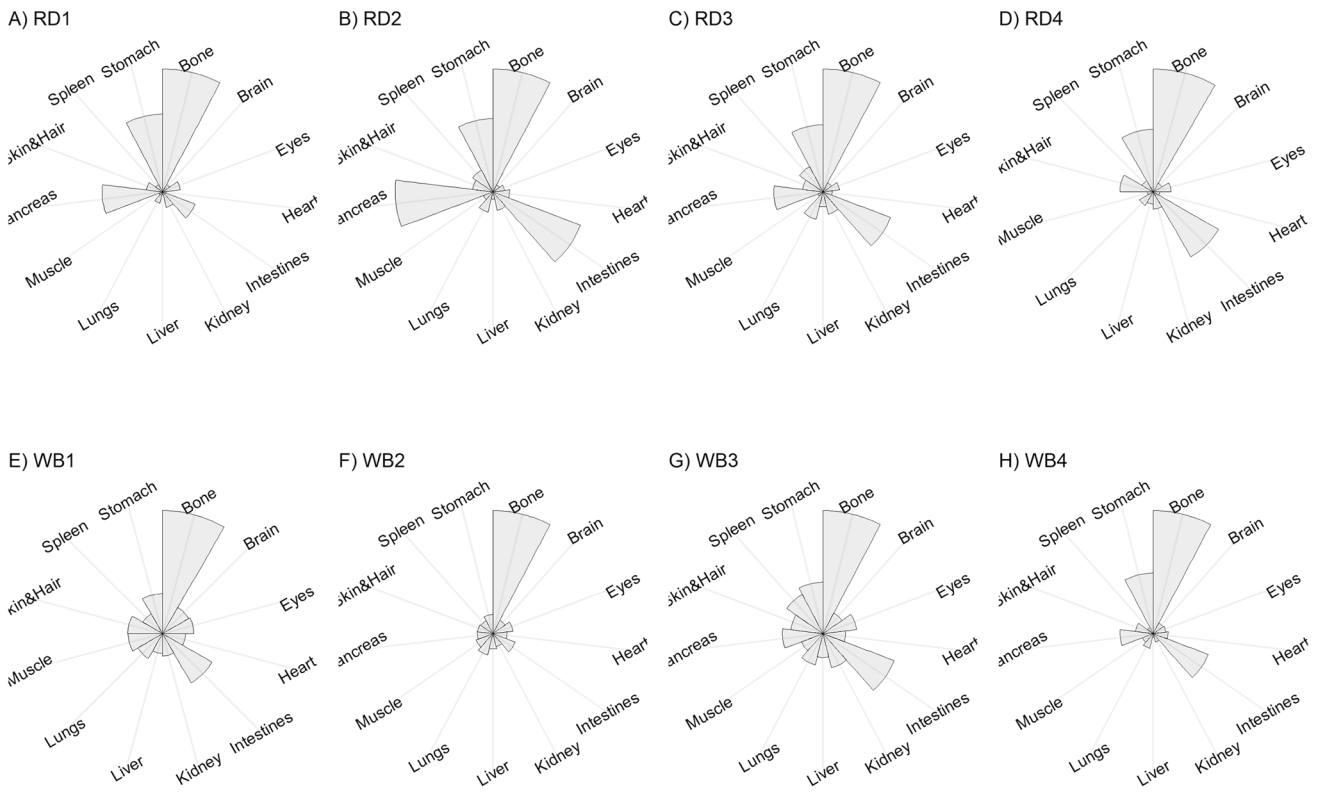 A) RD1
Stomach
Bone
Spleen
Brain
Skin&Hair
Eyes
ancreas
Heart
Muscle
Intestines
Lungs
Kidney
Liver
B) RD2
Stomach
Bone
Spleen
Brain
Skin&Hair
Eyes
ancreas
Heart
Muscle
Intestines
Lungs
Kidney
Liver
C) RD3
Stomach
Bone
Spleen
Brain
Skin&Hair
Eyes
ancreas
Heart
Muscle
Intestines
Lungs
Kidney
Liver
D) RD4
Stomach
Bone
Spleen
Brain
kin&Hair
Eyes
Muscle
Heart
Lungs
Intestines
Liver
Kidney
E) WB1
Stomach
Bone
Spleen
Brain
kin&Hair
Eyes
Muscle
Heart
Lungs
Intestines
Liver
Kidney
F) WB2
Stomach
Bone
Spleen
Brain
Skin&Hair
Eyes
ancreas
Heart
Muscle
Intestines
Lungs
Kidney
Liver
G) WB3
Stomach
Bone
Spleen
Brain
Skin&Hair
Eyes
ancreas
Heart
Muscle
Intestines
Lungs
Kidney
Liver
H) WB4
Stomach
Bone
Spleen
Brain
Skin&Hair
Eyes
ancreas
Heart
Muscle
Intestines
Lungs
Kidney
Liver